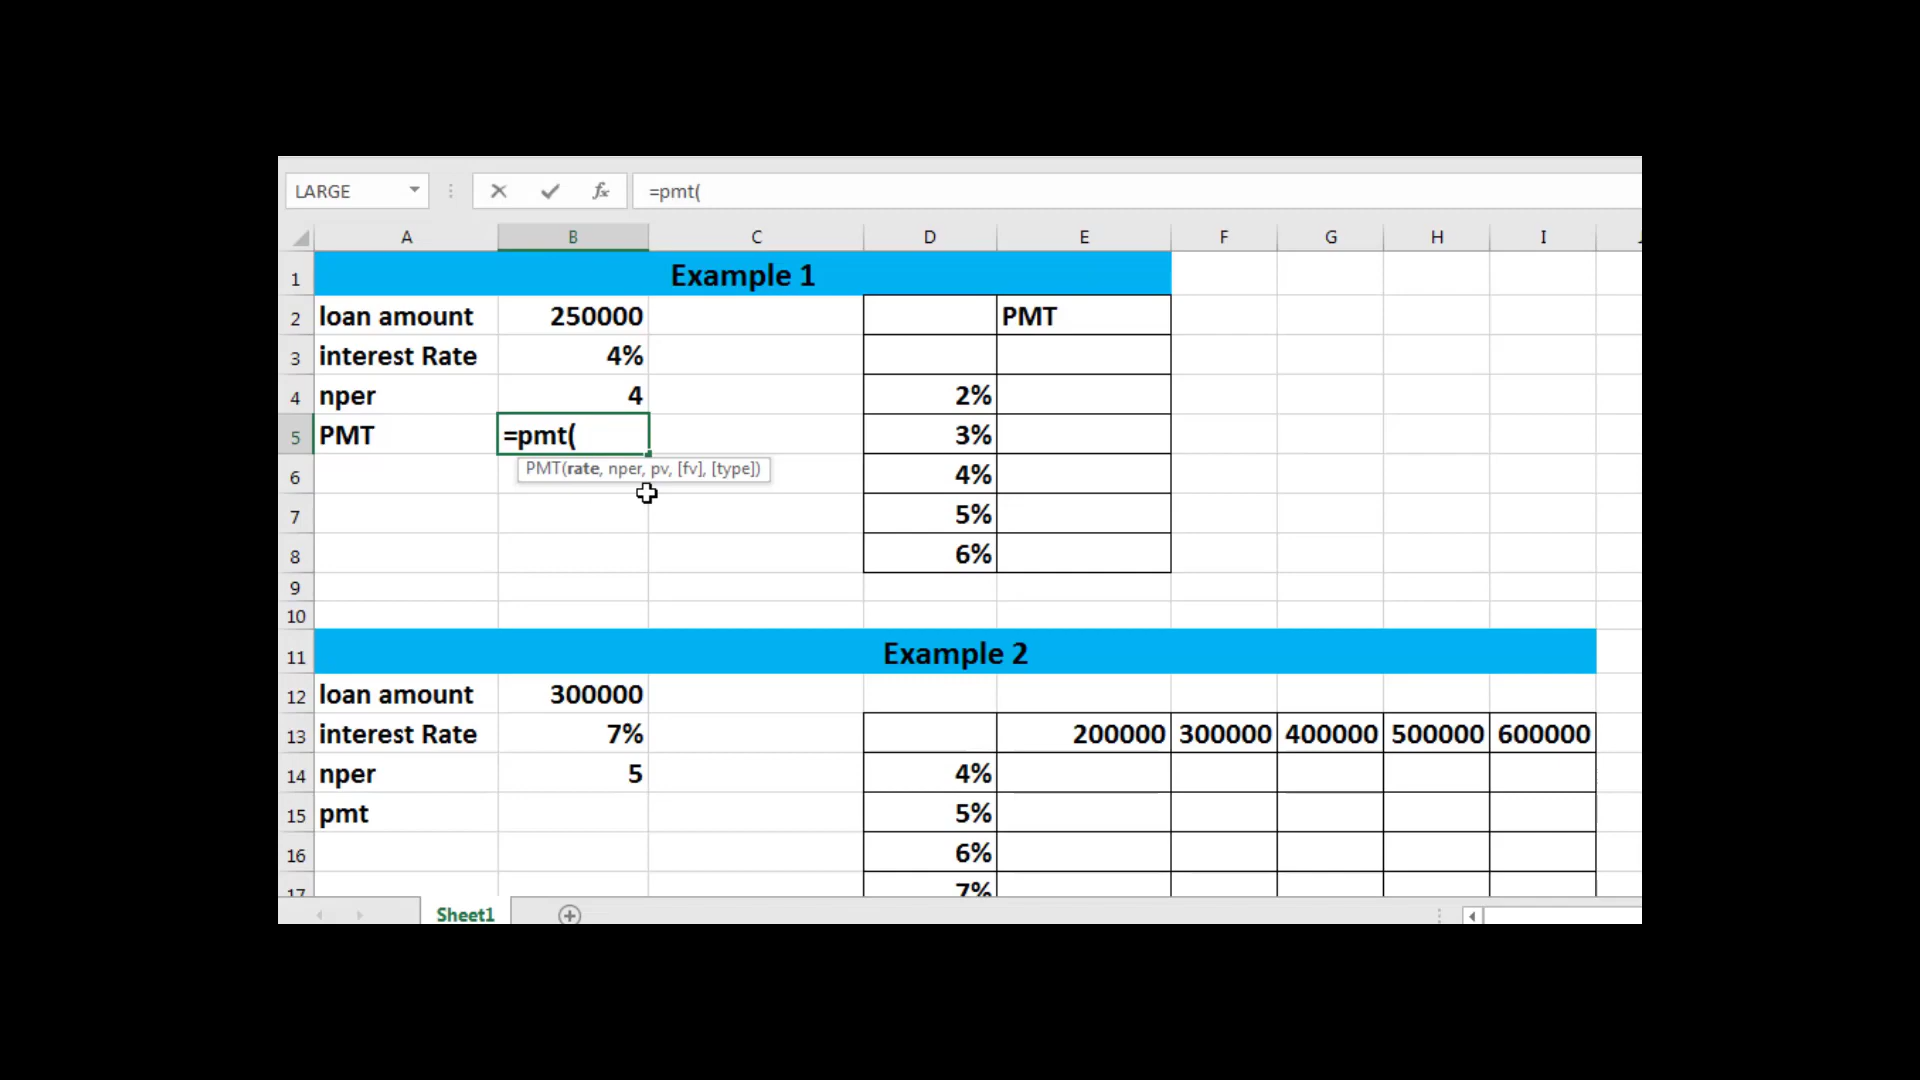 LARGE fx =pmt(
A B C D E F G H I
1 Example 1
2 loan amount 250000 PMT
3 interest Rate 4%
4 nper 4 2%
5 PMT =pmt( 3%
PMT(rate, nper, pv, [fv], [type])
6 4%
7 5%
8 6%
9
10
11 Example 2
12 loan amount 300000
13 interest Rate 7% 200000 300000 400000 500000 600000
14 nper 5 4%
15 pmt 5%
16 6%
17 7%
Sheet1